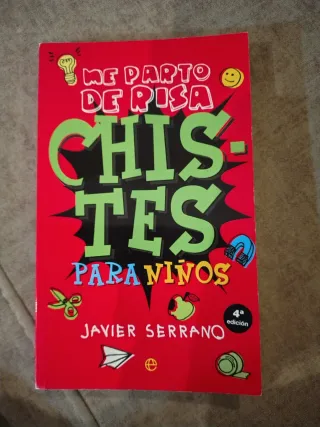 ME PARTO
DE RISA
CHIS-
TES
PARA NIÑOS
4ª
edición
JAVIER SERRANO
e